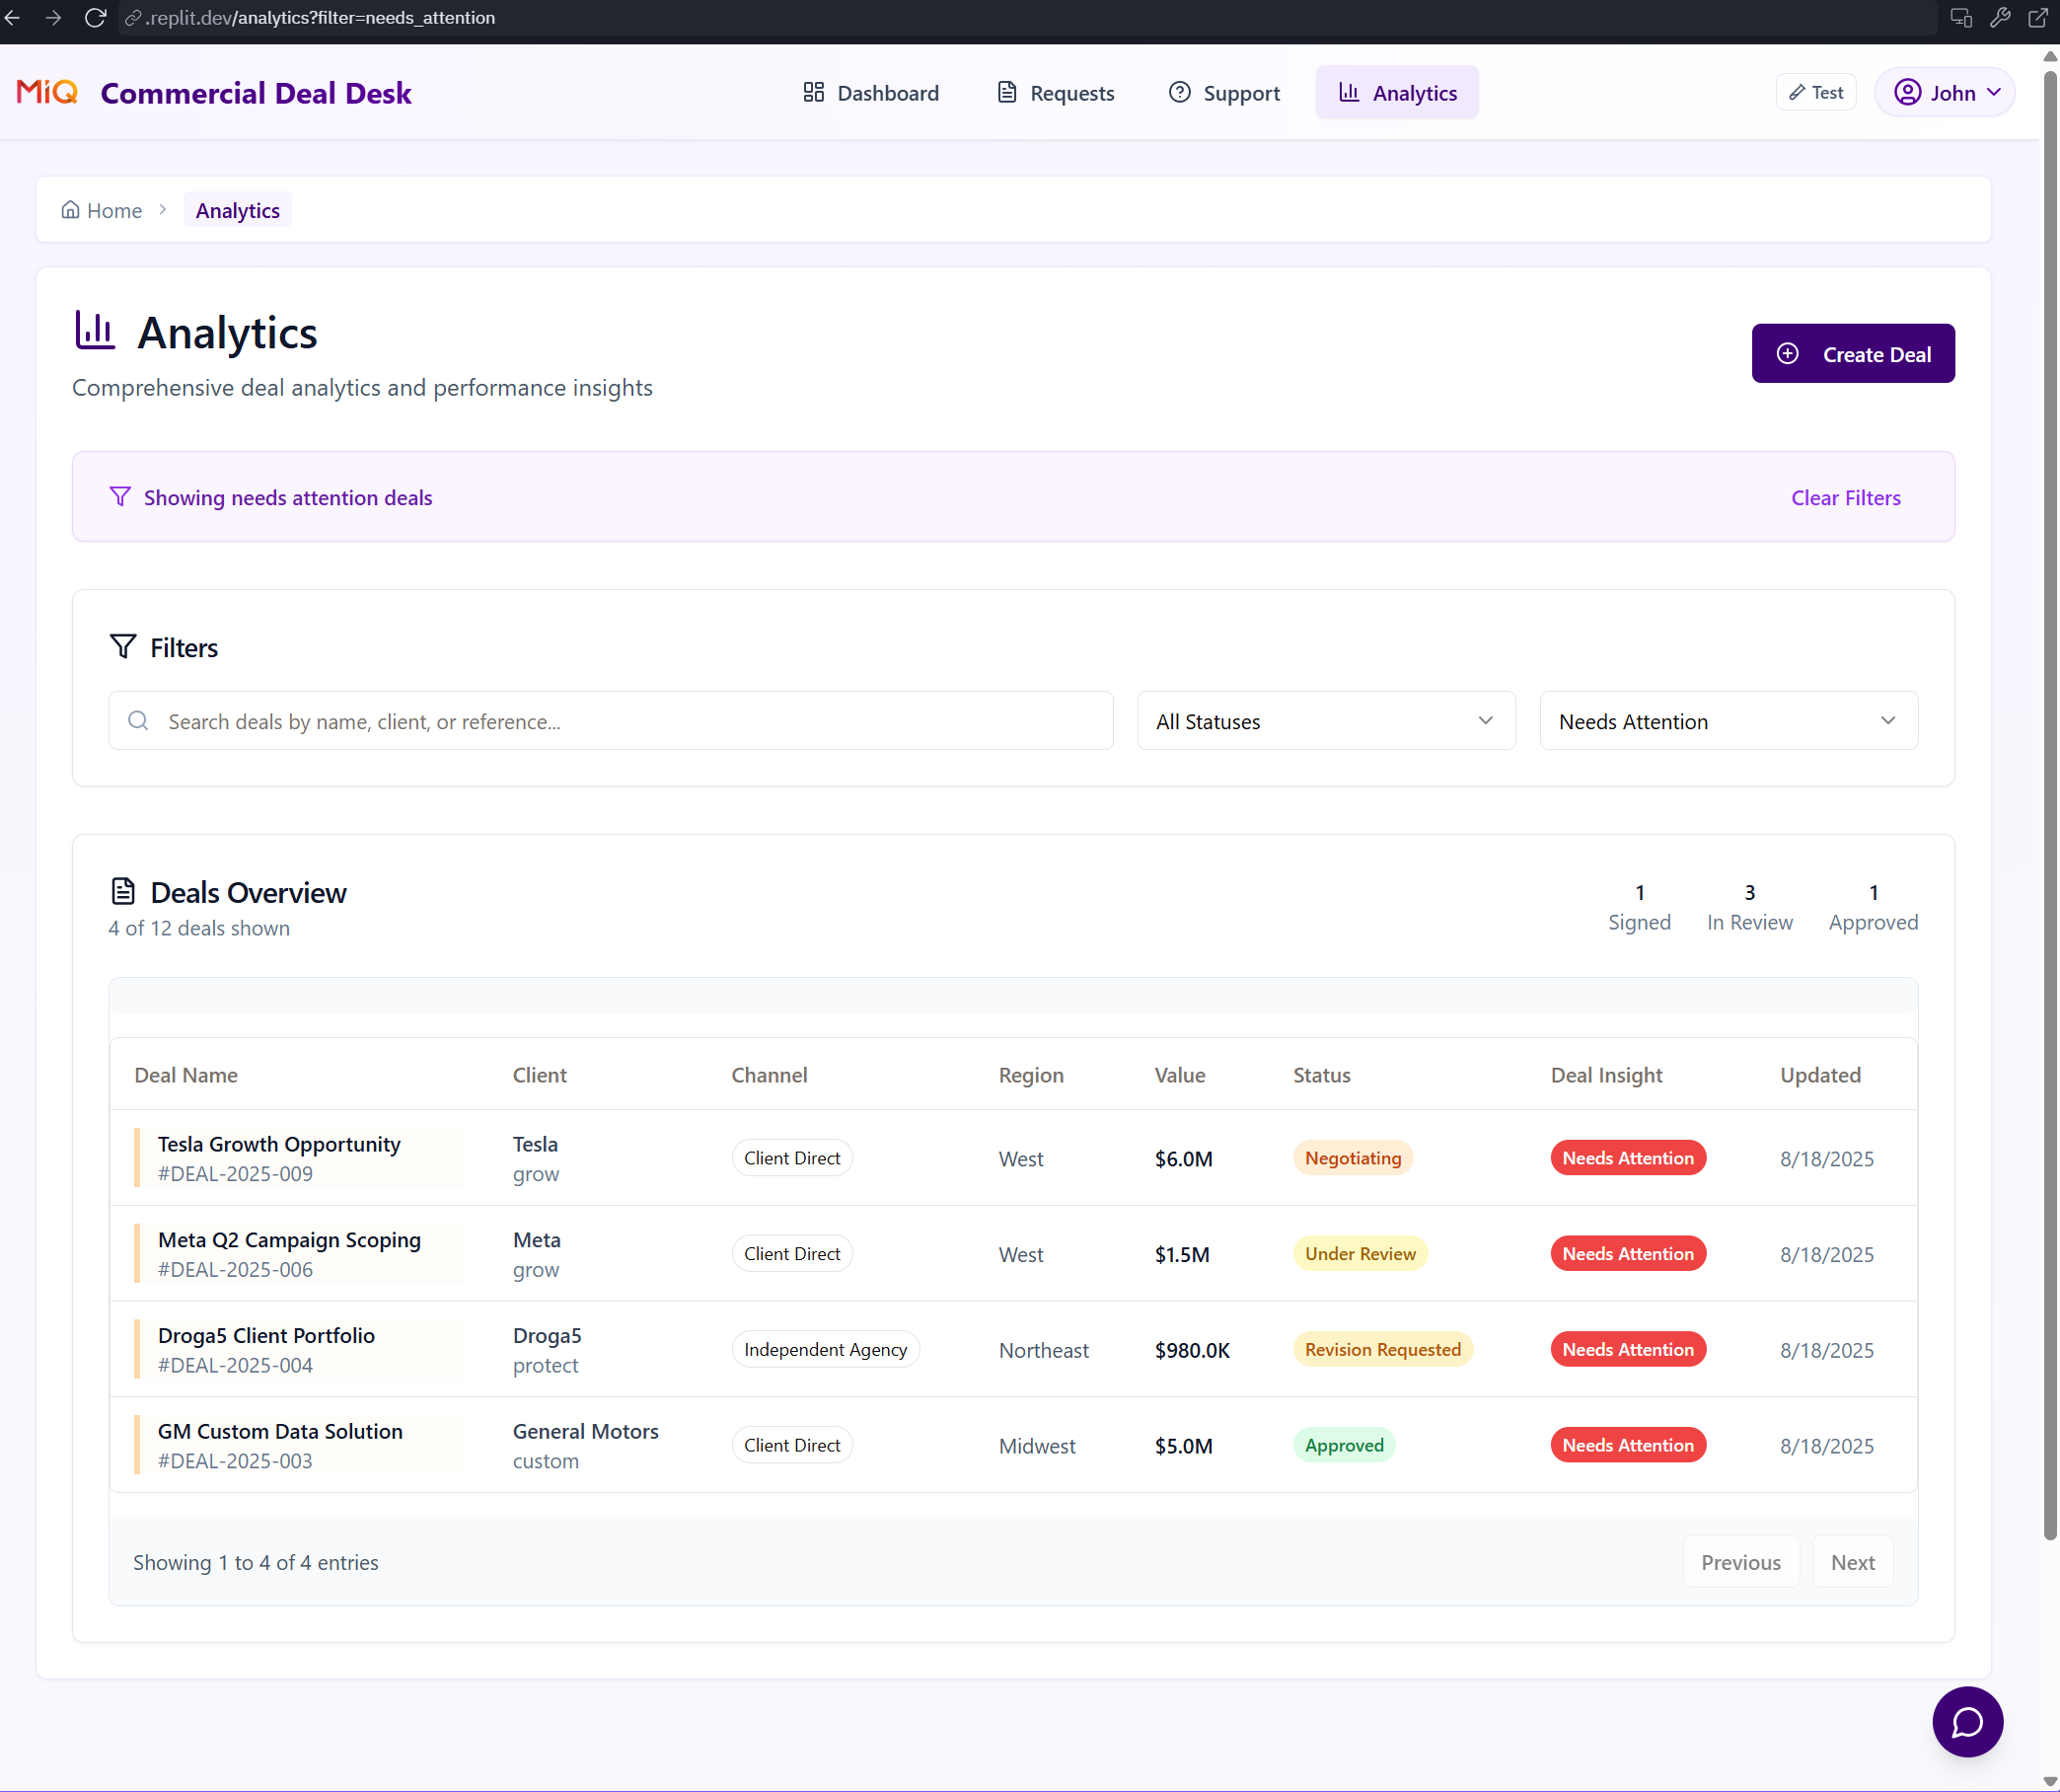 .replit.dev/analytics?filter=needs_attention
MiQ Commercial Deal Desk
Dashboard
Requests
Support
Analytics
Test
John
Home
Analytics
Analytics
Comprehensive deal analytics and performance insights
Create Deal
Showing needs attention deals
Clear Filters
Filters
Search deals by name, client, or reference...
All Statuses
Needs Attention
Deals Overview
4 of 12 deals shown
1
Signed
3
In Review
1
Approved
Deal Name Client Channel Region Value Status Deal Insight Updated
Tesla Growth Opportunity
#DEAL-2025-009
Tesla
grow
Client Direct
West
$6.0M
Negotiating
Needs Attention
8/18/2025
Meta Q2 Campaign Scoping
#DEAL-2025-006
Meta
grow
Client Direct
West
$1.5M
Under Review
Needs Attention
8/18/2025
Droga5 Client Portfolio
#DEAL-2025-004
Droga5
protect
Independent Agency
Northeast
$980.0K
Revision Requested
Needs Attention
8/18/2025
GM Custom Data Solution
#DEAL-2025-003
General Motors
custom
Client Direct
Midwest
$5.0M
Approved
Needs Attention
8/18/2025
Showing 1 to 4 of 4 entries
Previous
Next